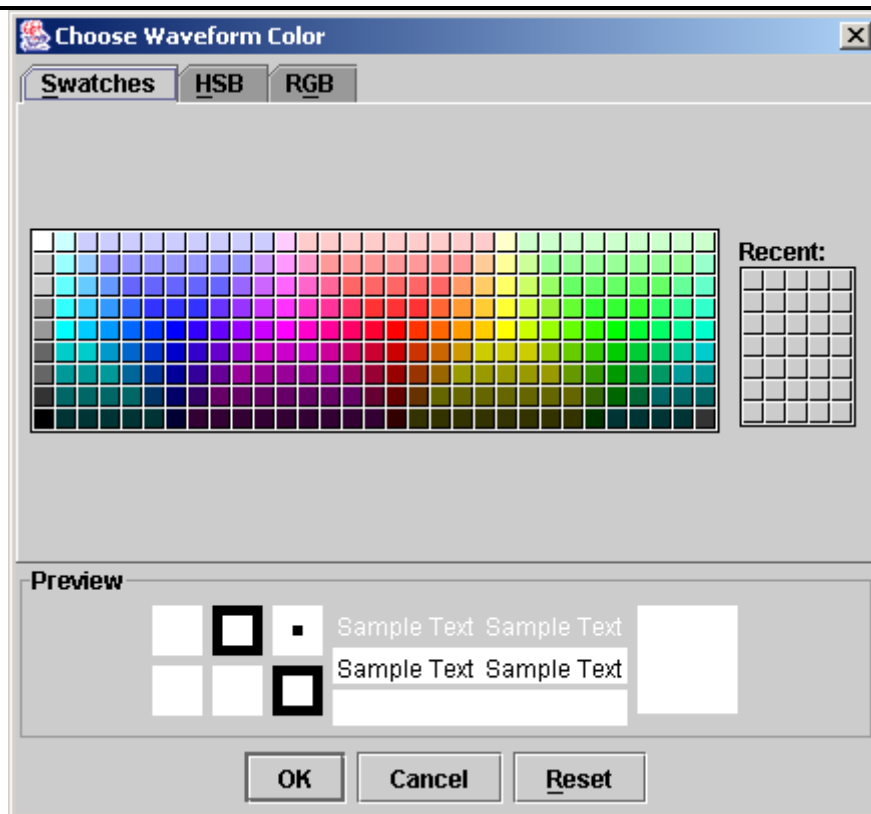 Choose Waveform Color
Swatches HSB RGB
Recent:
Preview
Sample Text Sample Text
Sample Text Sample Text
OK Cancel Reset